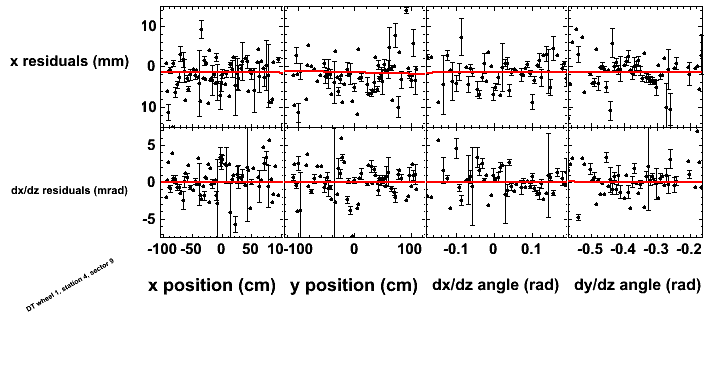 10
x residuals (mm)
0
10
5
dx/dz residuals (mrad)
0
-5
-100 -50 0 50 10 -100 0 100 -0.1 0 0.1 -0.5 -0.4 -0.3 -0.2
x position (cm) y position (cm) dx/dz angle (rad) dy/dz angle (rad)
DT wheel 1, station 4, sector 9